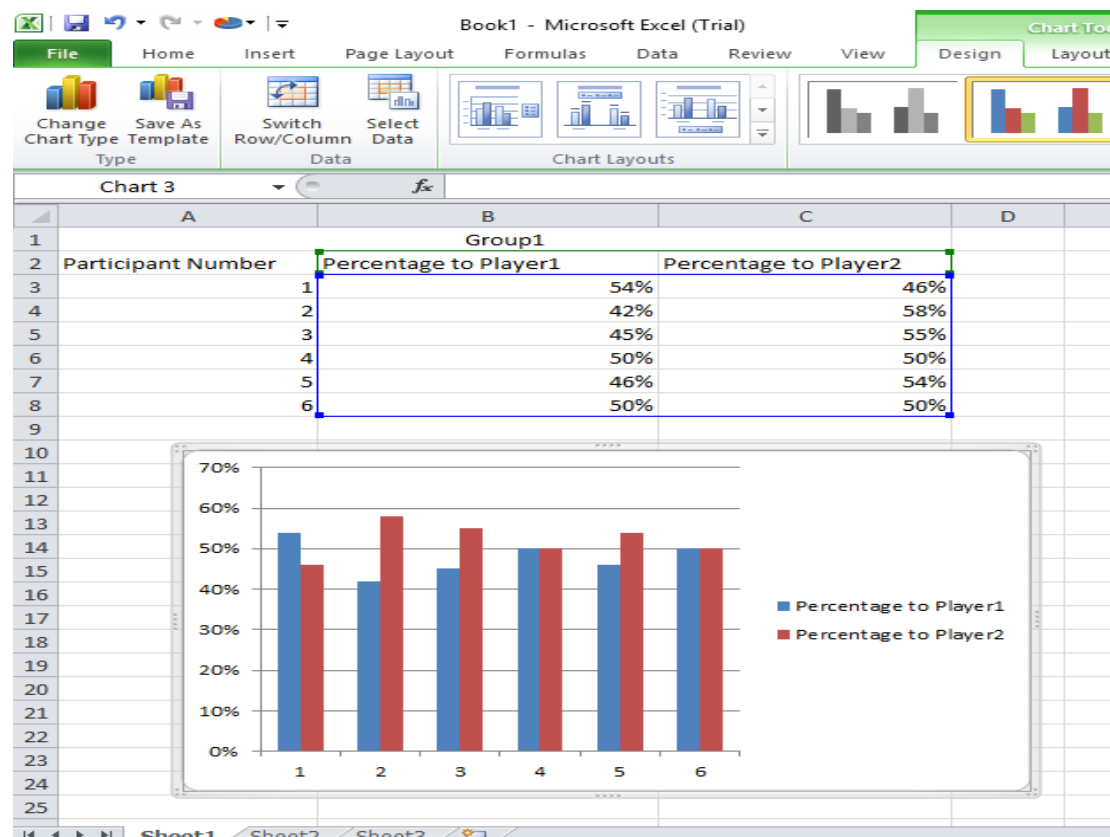 Book1 - Microsoft Excel (Trial)
Chart Too
File Home Insert Page Layout Formulas Data Review View Design Layout
Change Chart Type
Save As Template
Switch Row/Column
Select Data
Type Data Chart Layouts
Chart 3 fx
A B C D
1 Group1
2 Participant Number Percentage to Player1 Percentage to Player2
3 1 54% 46%
4 2 42% 58%
5 3 45% 55%
6 4 50% 50%
7 5 46% 54%
8 6 50% 50%
9
10
11
12
13
14
15
16
17
18
19
20
21
22
23
24
25
70%
60%
50%
40%
30%
20%
10%
0%
1 2 3 4 5 6
Percentage to Player1
Percentage to Player2
Sheet1 Sheet2 Sheet3